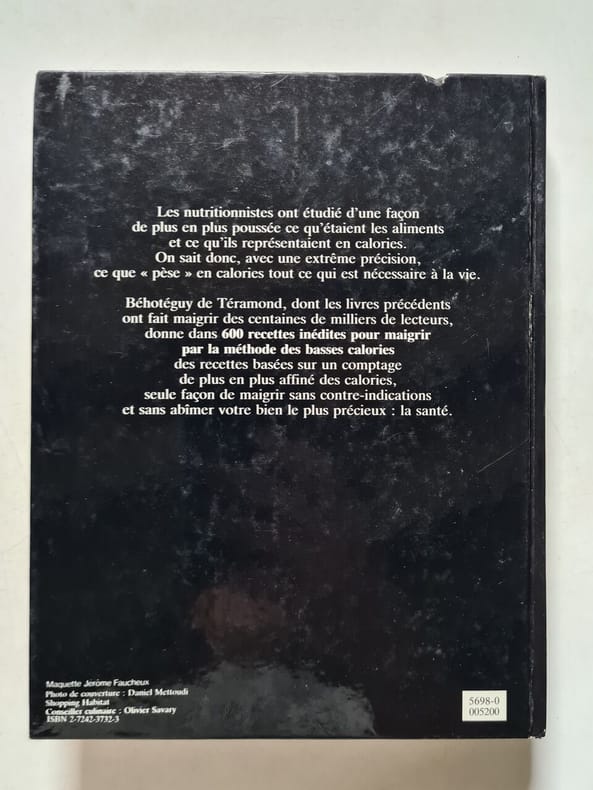 Les nutritionnistes ont étudié d'une façon
de plus en plus poussée ce qu'étaient les aliments
et ce qu'ils représentaient en calories.
On sait donc, avec une extrême précision,
ce que « pèse » en calories tout ce qui est nécessaire à la vie.
Béhotéguy de Téramond, dont les livres précédents
ont fait maigrir des centaines de milliers de lecteurs,
donne dans 600 recettes inédites pour maigrir
par la méthode des basses calories
des recettes basées sur un comptage
de plus en plus affiné des calories,
seule façon de maigrir sans contre-indications
et sans abîmer votre bien le plus précieux : la santé.
Maquette Jérôme Faucheux
Photo de couverture : Daniel Mettoudi
Shopping Habitat
Conseilles culinaire : Olivier Savary
ISBN 2-7242-3732-3
5698-0
005200